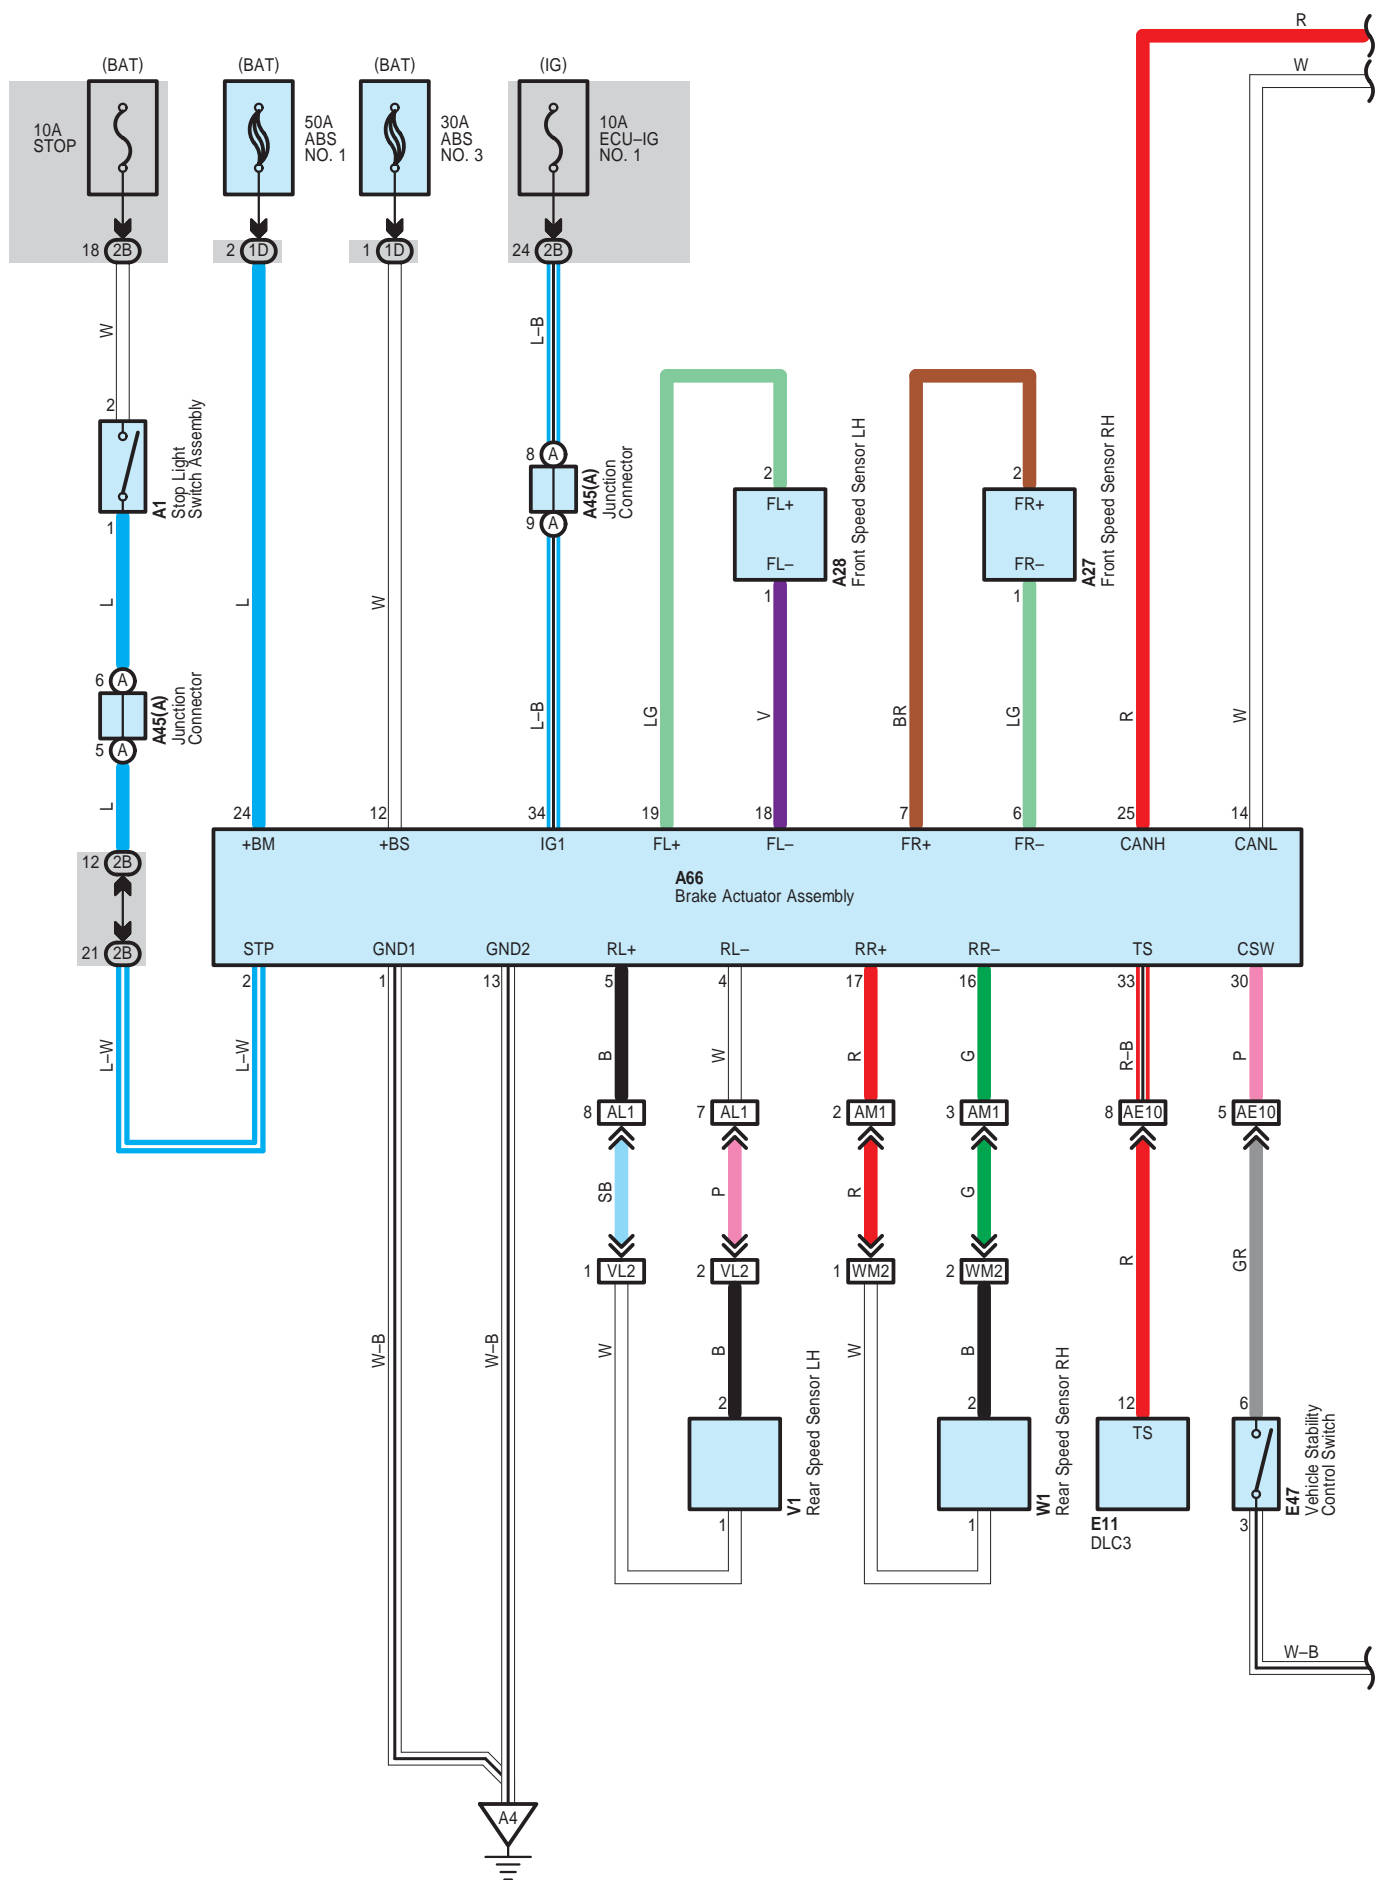 R
W
(BAT)
(BAT)
(BAT)
(IG)
10A
STOP
50A
ABS
NO. 1
30A
ABS
NO. 3
10A
ECU–IG
NO. 1
18 2B
2 1D
1 1D
24 2B
W
L–B
2
A1
Stop Light
Switch Assembly
1
8 A
A45(A)
Junction
Connector
9 A
2
FL+
FL–
1
A28
Front Speed Sensor LH
2
FR+
FR–
1
A27
Front Speed Sensor RH
L
L
W
6 A
A45(A)
Junction
Connector
5 A
L–B
LG
V
BR
LG
R
W
L
24
12
34
19
18
7
6
25
14
+BM
+BS
IG1
FL+
FL–
FR+
FR–
CANH
CANL
12 2B
A66
Brake Actuator Assembly
21 2B
STP
GND1
GND2
RL+
RL–
RR+
RR–
TS
CSW
2
1
13
5
4
17
16
33
30
L–W
L–W
B
W
R
G
R–B
P
8 AL1
7 AL1
2 AM1
3 AM1
8 AE10
5 AE10
SB
P
R
G
R
GR
1 VL2
2 VL2
1 WM2
2 WM2
W–B
W–B
W
B
W
B
2
V1
Rear Speed Sensor LH
1
2
W1
Rear Speed Sensor RH
1
12
TS
E11
DLC3
6
E47
Vehicle Stability
Control Switch
3
W–B
A4